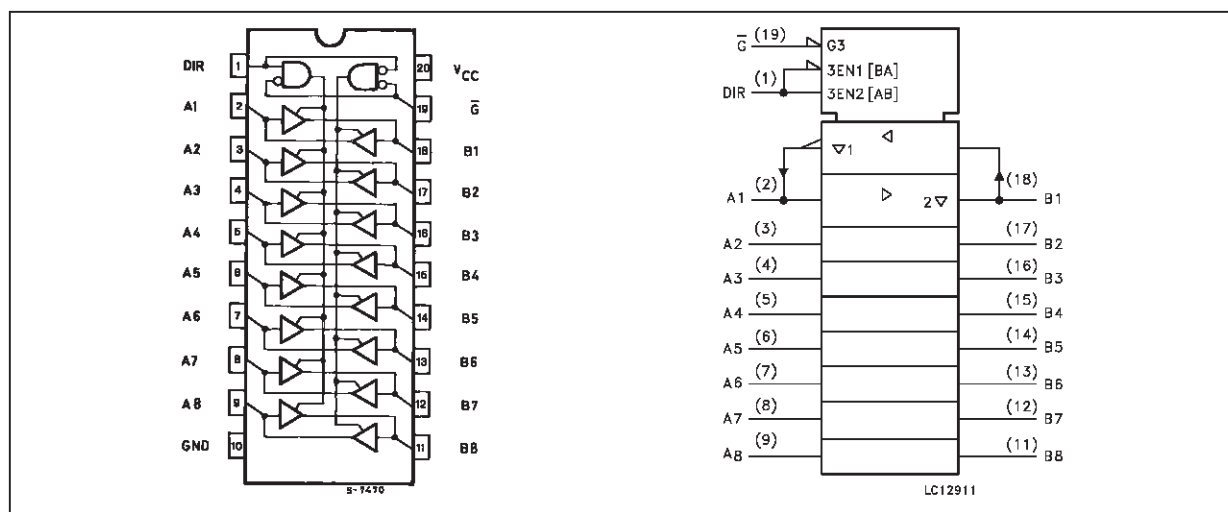 DIR 1 20 VCC
A1 2 19 G̅
A2 3 18 B1
A3 4 17 B2
A4 5 16 B3
A5 6 15 B4
A6 7 14 B5
A7 8 13 B6
A8 9 12 B7
GND 10 11 B8
S-7470
G̅ (19) G3
3EN1 [BA]
DIR (1) 3EN2 [AB]
1
A1 (2) 2 (18) B1
A2 (3) (17) B2
A3 (4) (16) B3
A4 (5) (15) B4
A5 (6) (14) B5
A6 (7) (13) B6
A7 (8) (12) B7
A8 (9) (11) B8
LC12911